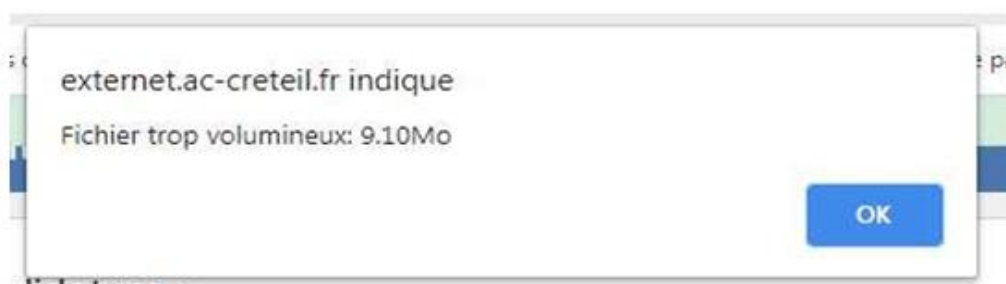 externet.ac-creteil.fr indique
Fichier trop volumineux: 9.10Mo
OK